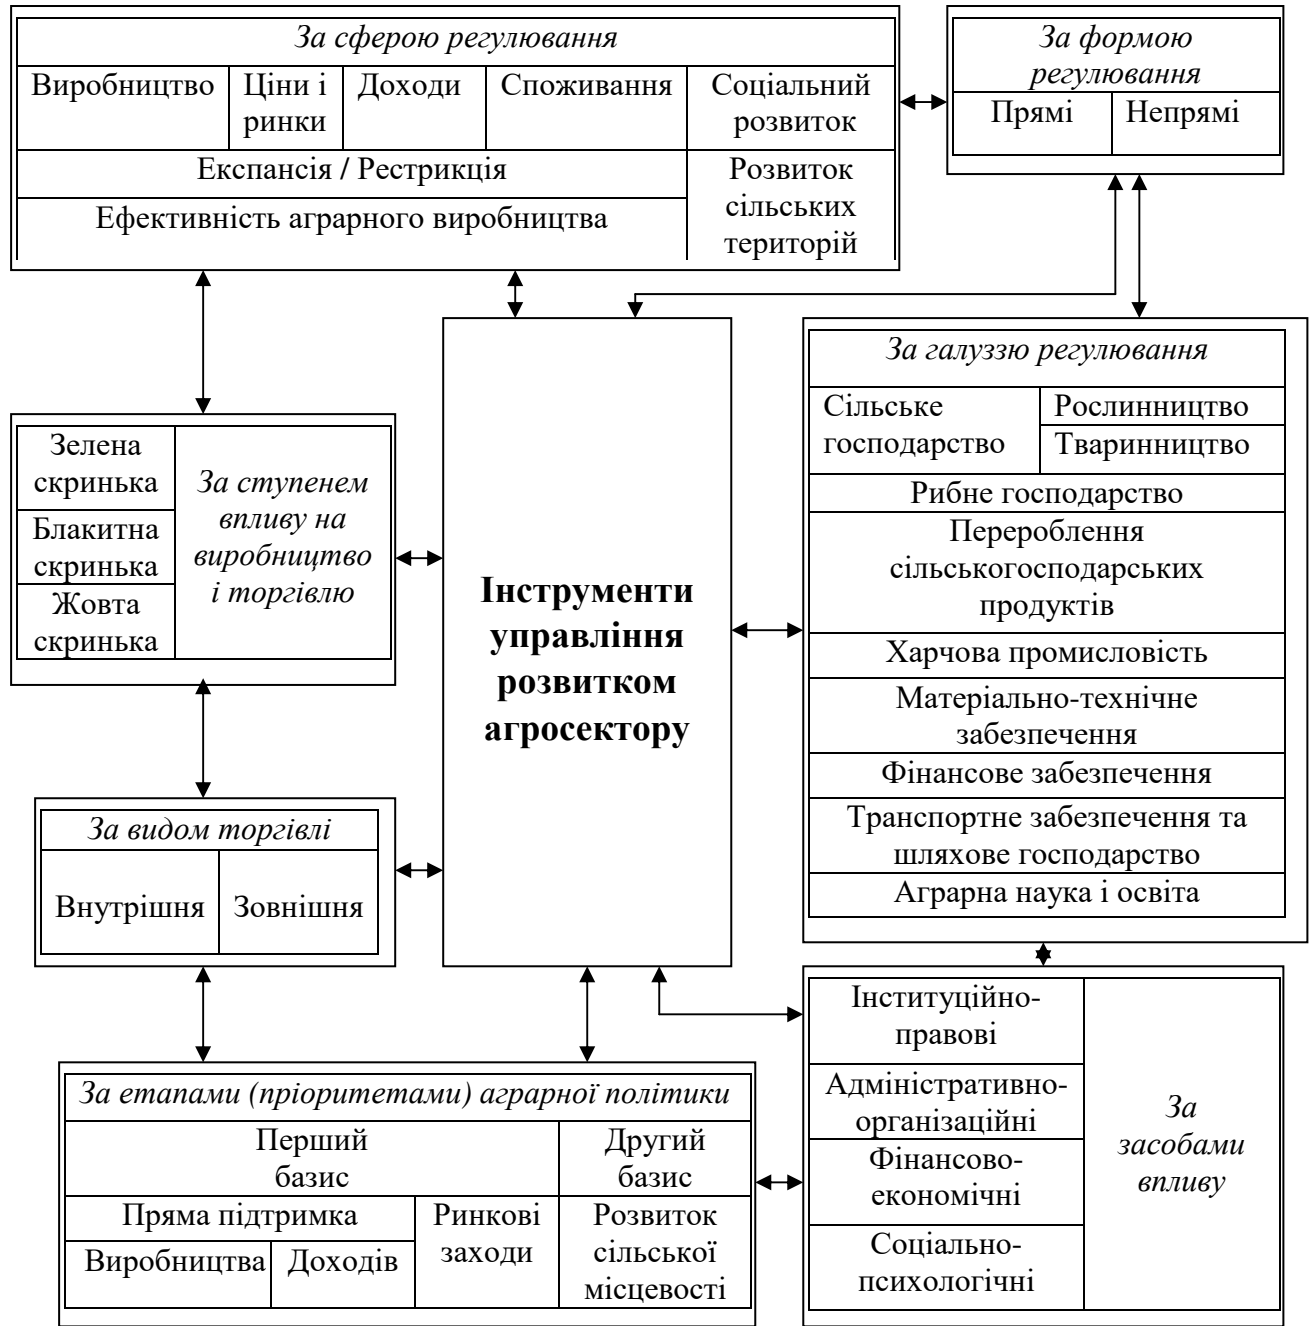 За сферою регулювання
Виробництво
Ціни і
ринки
Доходи
Споживання
Соціальний
розвиток
Експансія / Рестрикція
Ефективність аграрного виробництва
Розвиток
сільських
територій
За формою
регулювання
Прямі
Непрямі
Зелена
скринька
Блакитна
скринька
Жовта
скринька
За ступенем
впливу на
виробництво
і торгівлю
Інструменти
управління
розвитком
агросектору
За галуззю регулювання
Сільське
господарство
Рослинництво
Тваринництво
Рибне господарство
Перероблення
сільськогосподарських
продуктів
Харчова промисловість
Матеріально-технічне
забезпечення
Фінансове забезпечення
Транспортне забезпечення та
шляхове господарство
Аграрна наука і освіта
За видом торгівлі
Внутрішня
Зовнішня
За етапами (пріоритетами) аграрної політики
Перший
базис
Другий
базис
Пряма підтримка
Виробництва
Доходів
Ринкові
заходи
Розвиток
сільської
місцевості
Інституційно-
правові
Адміністративно-
організаційні
Фінансово-
економічні
Соціально-
психологічні
За
засобами
впливу